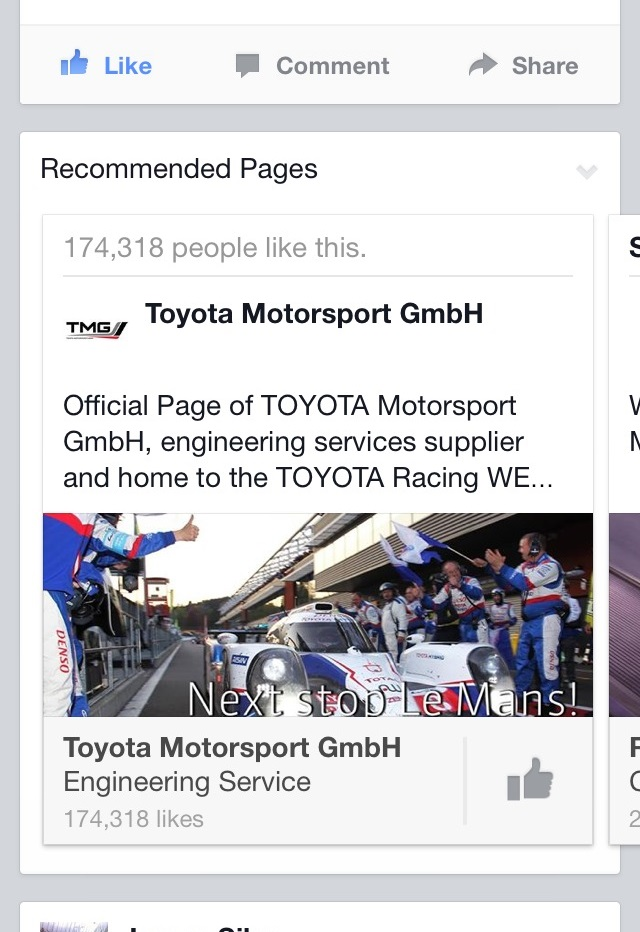 Like Comment Share
Recommended Pages
174,318 people like this.
TMG
Toyota Motorsport GmbH
Official Page of TOYOTA Motorsport
GmbH, engineering services supplier
and home to the TOYOTA Racing WE...
DENSO
Next stop Le Mans!
Toyota Motorsport GmbH
Engineering Service
174,318 likes